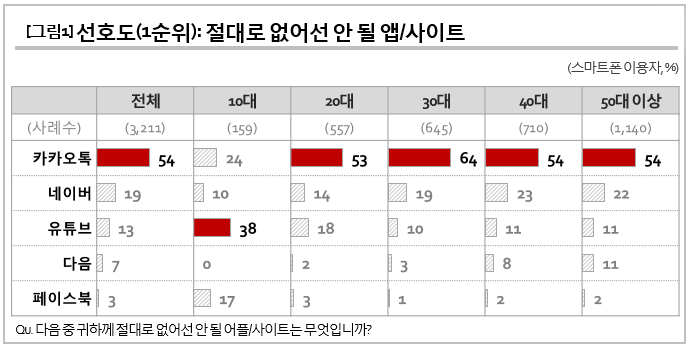 [그림1] 선호도(1순위): 절대로 없어선 안 될 앱/사이트
(스마트폰 이용자, %)
전체 10대 20대 30대 40대 50대 이상
(사례수) (3,211) (159) (557) (645) (710) (1,140)
카카오톡 54 24 53 64 54 54
네이버 19 10 14 19 23 22
유튜브 13 38 18 10 11 11
다음 7 0 2 3 8 11
페이스북 3 17 3 1 2 2
Qu. 다음 중 귀하께 절대로 없어선 안 될 어플/사이트는 무엇입니까?